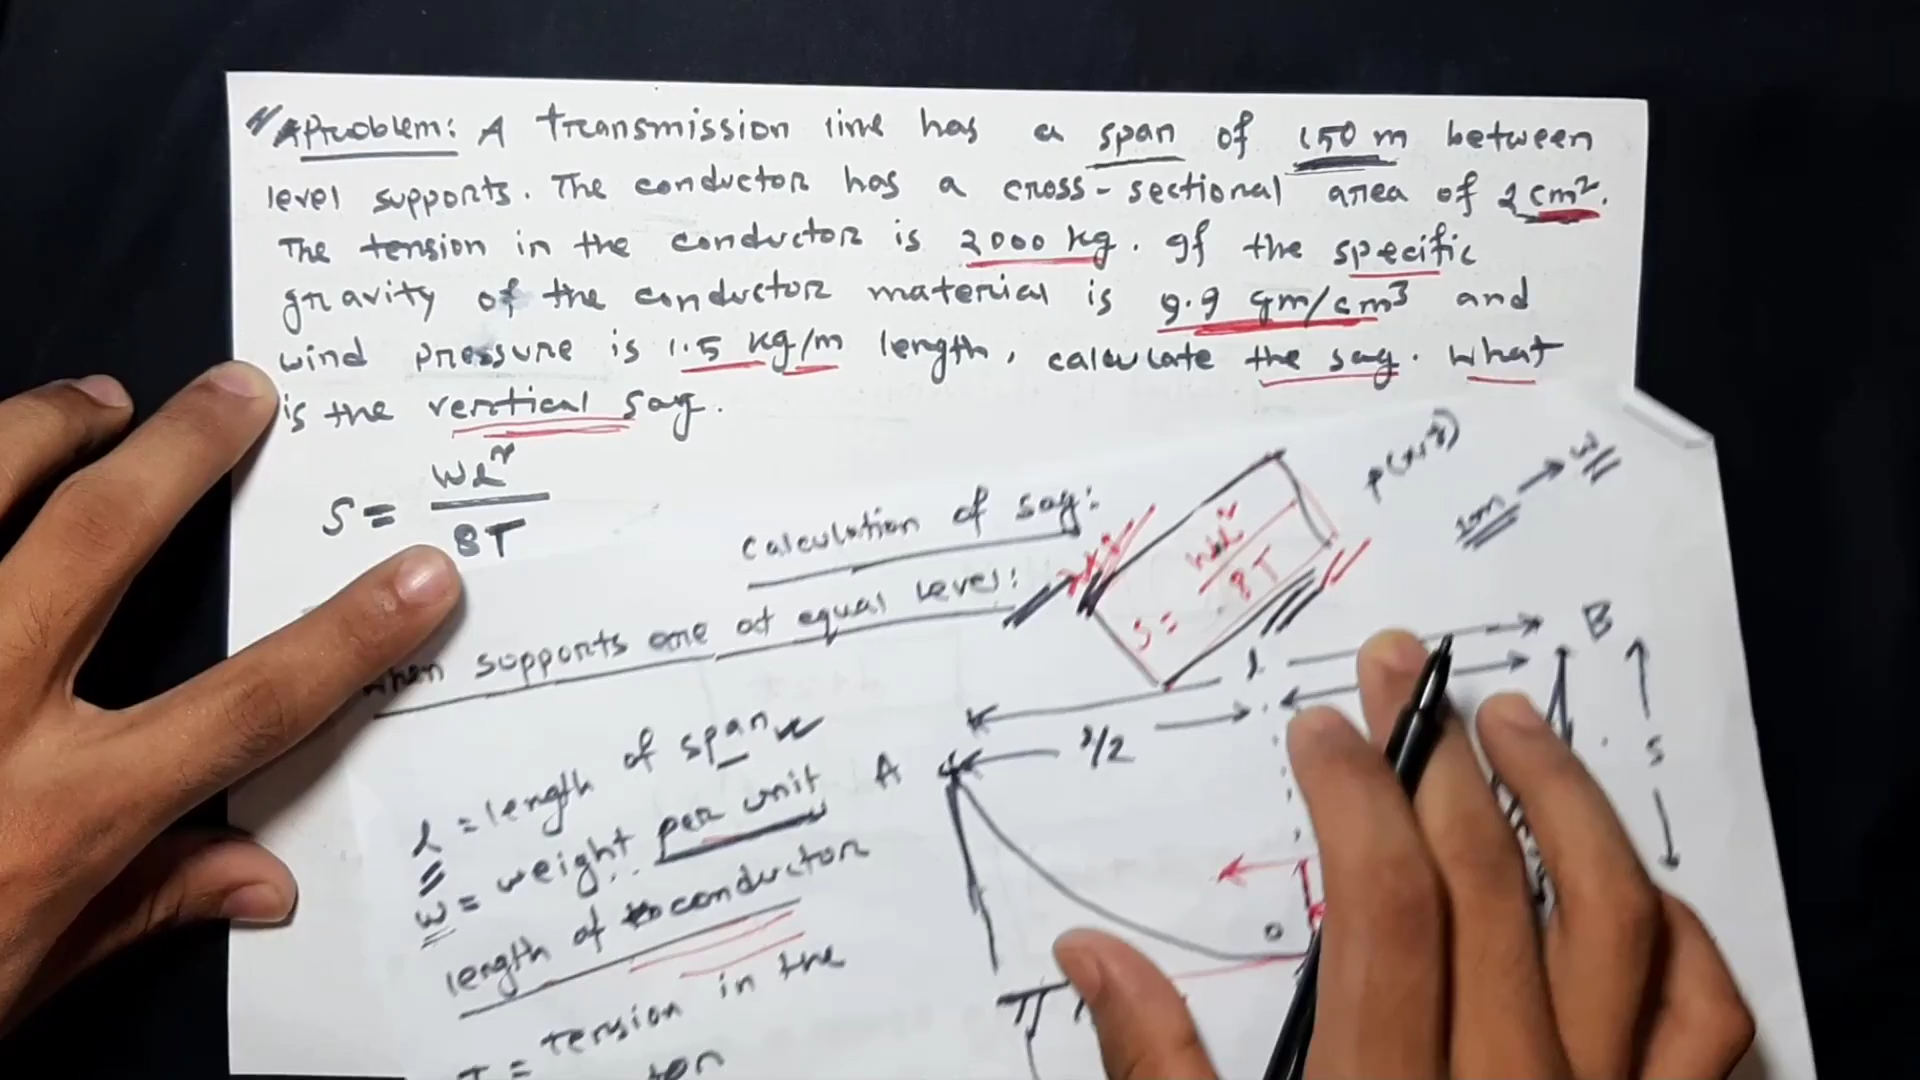 Problem: A transmission line has a span of 150 m between
level supports. The conductor has a cross-sectional area of 2 cm².
The tension in the conductor is 2000 kg. If the specific
gravity of the conductor material is 9.9 gm/cm³ and
wind pressure is 1.5 kg/m length, calculate the sag. What
is the vertical sag.
S = wl²/8T
Calculation of sag:
When supports are at equal level:
S = wl²/8T
l
B
l/2
S
A
l = length of span
w = weight per unit
length of conductor
T = tension in the
O